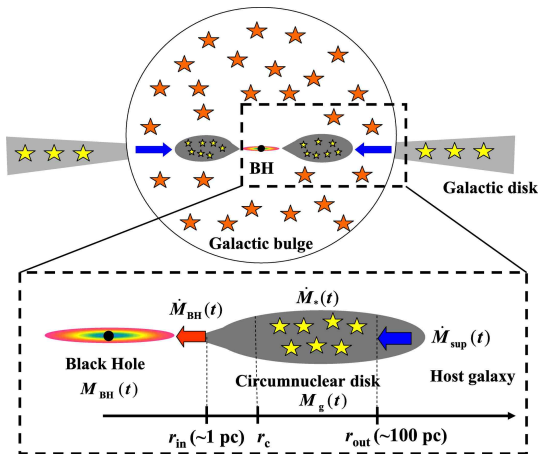 BH
Galactic disk
Galactic bulge
Ṁ_BH(t)
Ṁ_*(t)
Ṁ_sup(t)
Black Hole
M_BH(t)
Circumnuclear disk
M_g(t)
Host galaxy
r_in (~1 pc)
r_c
r_out (~100 pc)